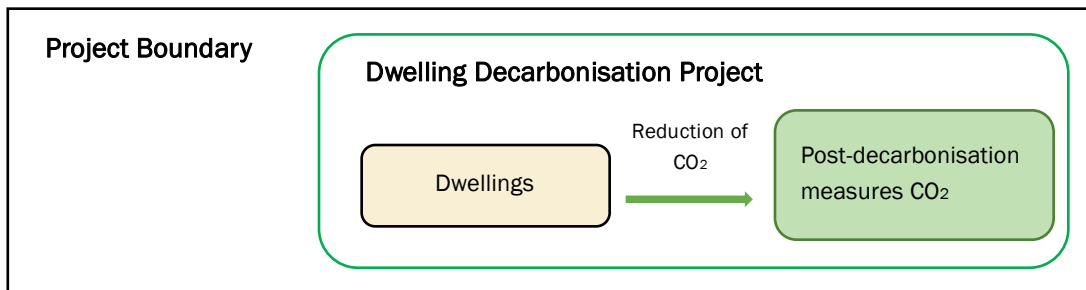 Project Boundary
Dwelling Decarbonisation Project
Dwellings
Reduction of
CO₂
Post-decarbonisation
measures CO₂